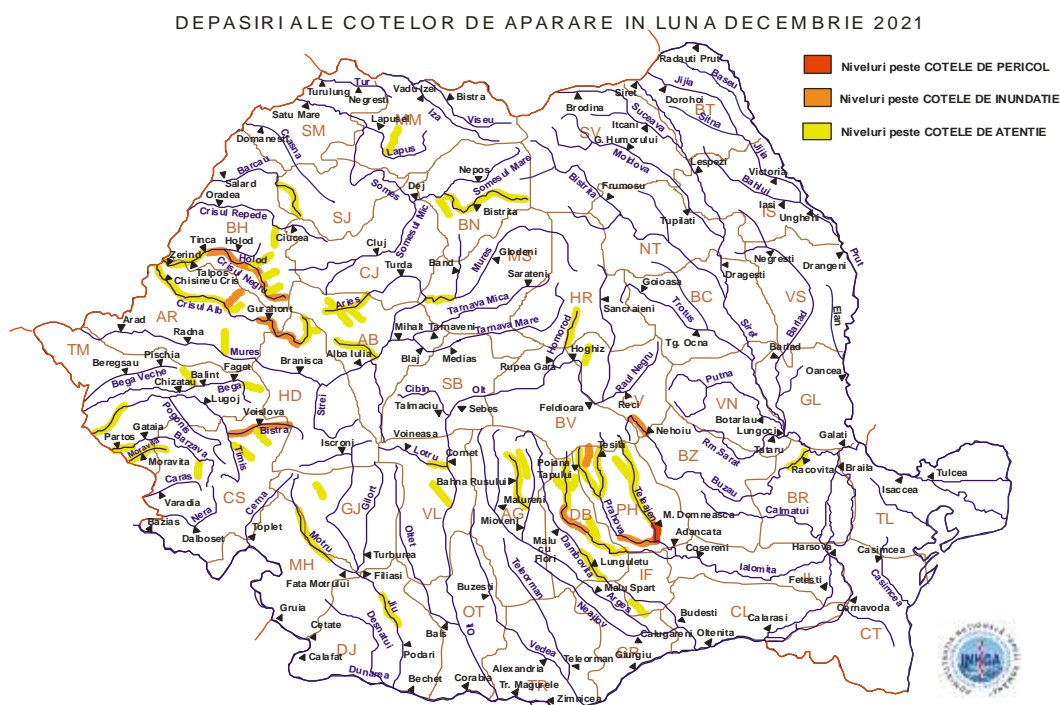 DEPASIRI ALE COTELOR DE APARARE IN LUNA DECEMBRIE 2021
Niveluri peste COTELE DE PERICOL
Niveluri peste COTELE DE INUNDATIE
Niveluri peste COTELE DE ATENTIE
Radauti Prut
Baseu
Jijia
Dorohoi
BT
Sitna
Siret
Suceava
Brodina
Itcani
SV
G. Humorului
Moldova
Lespezi
Jijia
Victoria
Bahlui
Iasi
IS
Ungheni
Tur
Turulung
Negresti
Vadu Izei
Bistra
Iza
Viseu
Satu Mare
SM
Lapusel
MM
Lapus
Domanesti
Crasna
Barcau
Salard
Oradea
Crisul Repede
BH
SJ
Somes
Dej
Nepos
Somesul Mare
Bistrita
BN
Somesul Mic
Bistrita
Frumosu
Tupilati
NT
Negresti
Dragesti
Drangeni
Prut
VS
Tinca
Holod
Ciucea
Zerind
Holod
Talpos
Crisul Negru
Chisineu Cris
Crisul Alb
Gurahont
Cluj
CJ
Turda
Band
Mures
Glodeni
MS
Sarateni
Aries
Tarnava Mica
Tarnava Mare
HR
Sancraieni
Goioasa
BC
Trotus
Tg. Ocna
Siret
Barlad
Elan
Barlad
Oancea
AR
Arad
Radna
Mures
TM
Pischia
Beregsau
Bega Veche
Chizatau
Balint
Faget
Bega
Lugoj
Branisca
Alba Iulia
AB
Mihalt
Tarnaveni
Blaj
Medias
Homorod
Hoghiz
Rupea Gara
Raul Negru
Putna
VN
GL
HD
Strei
Cibin
SB
Olt
Talmaciu
Sebes
Feldioara
Reci
CV
BV
Nehoiu
Botarlau
Lungoci
Tataru
Galati
Rm Sarat
BZ
Racovita
Braila
Tulcea
Isaccea
Pogonis
Gataia
Barzava
Partos
Moravita
Moravita
Voislova
Bistra
Timis
Caras
Varadia
Nera
CS
Bazias
Dalboset
Cerna
Toplet
Iscroni
Voineasa
Lotru
Cornet
Bahna Rusului
Poiana Tapului
Tesila
Teleajen
Buzau
BR
Calmatui
TL
GJ
Gilort
VL
Oltet
AG
Malureni
Mioveni
DB
PH
Prahova
M. Domneasca
Adancata
Malu cu Flori
Dambovita
Cosereni
Harsova
Casimcea
Motru
MH
Turburea
Fata Motrului
Filiasi
Lunguletu
IF
Ialomita
IL
Fetesti
Casimcea
Gruia
Cetate
Jiu
Desnatui
Buzesti
OT
Teleorman
Malu Spart
Arges
Neajlov
Budesti
CL
Calarasi
Cernavoda
CT
Calafat
DJ
Bals
Olt
Podari
Vedea
Calugareni
Oltenita
GR
Giurgiu
Dunarea
Bechet
Corabia
Alexandria
Teleorman
Tr. Magurele
TR
Zimnicea
INHGA